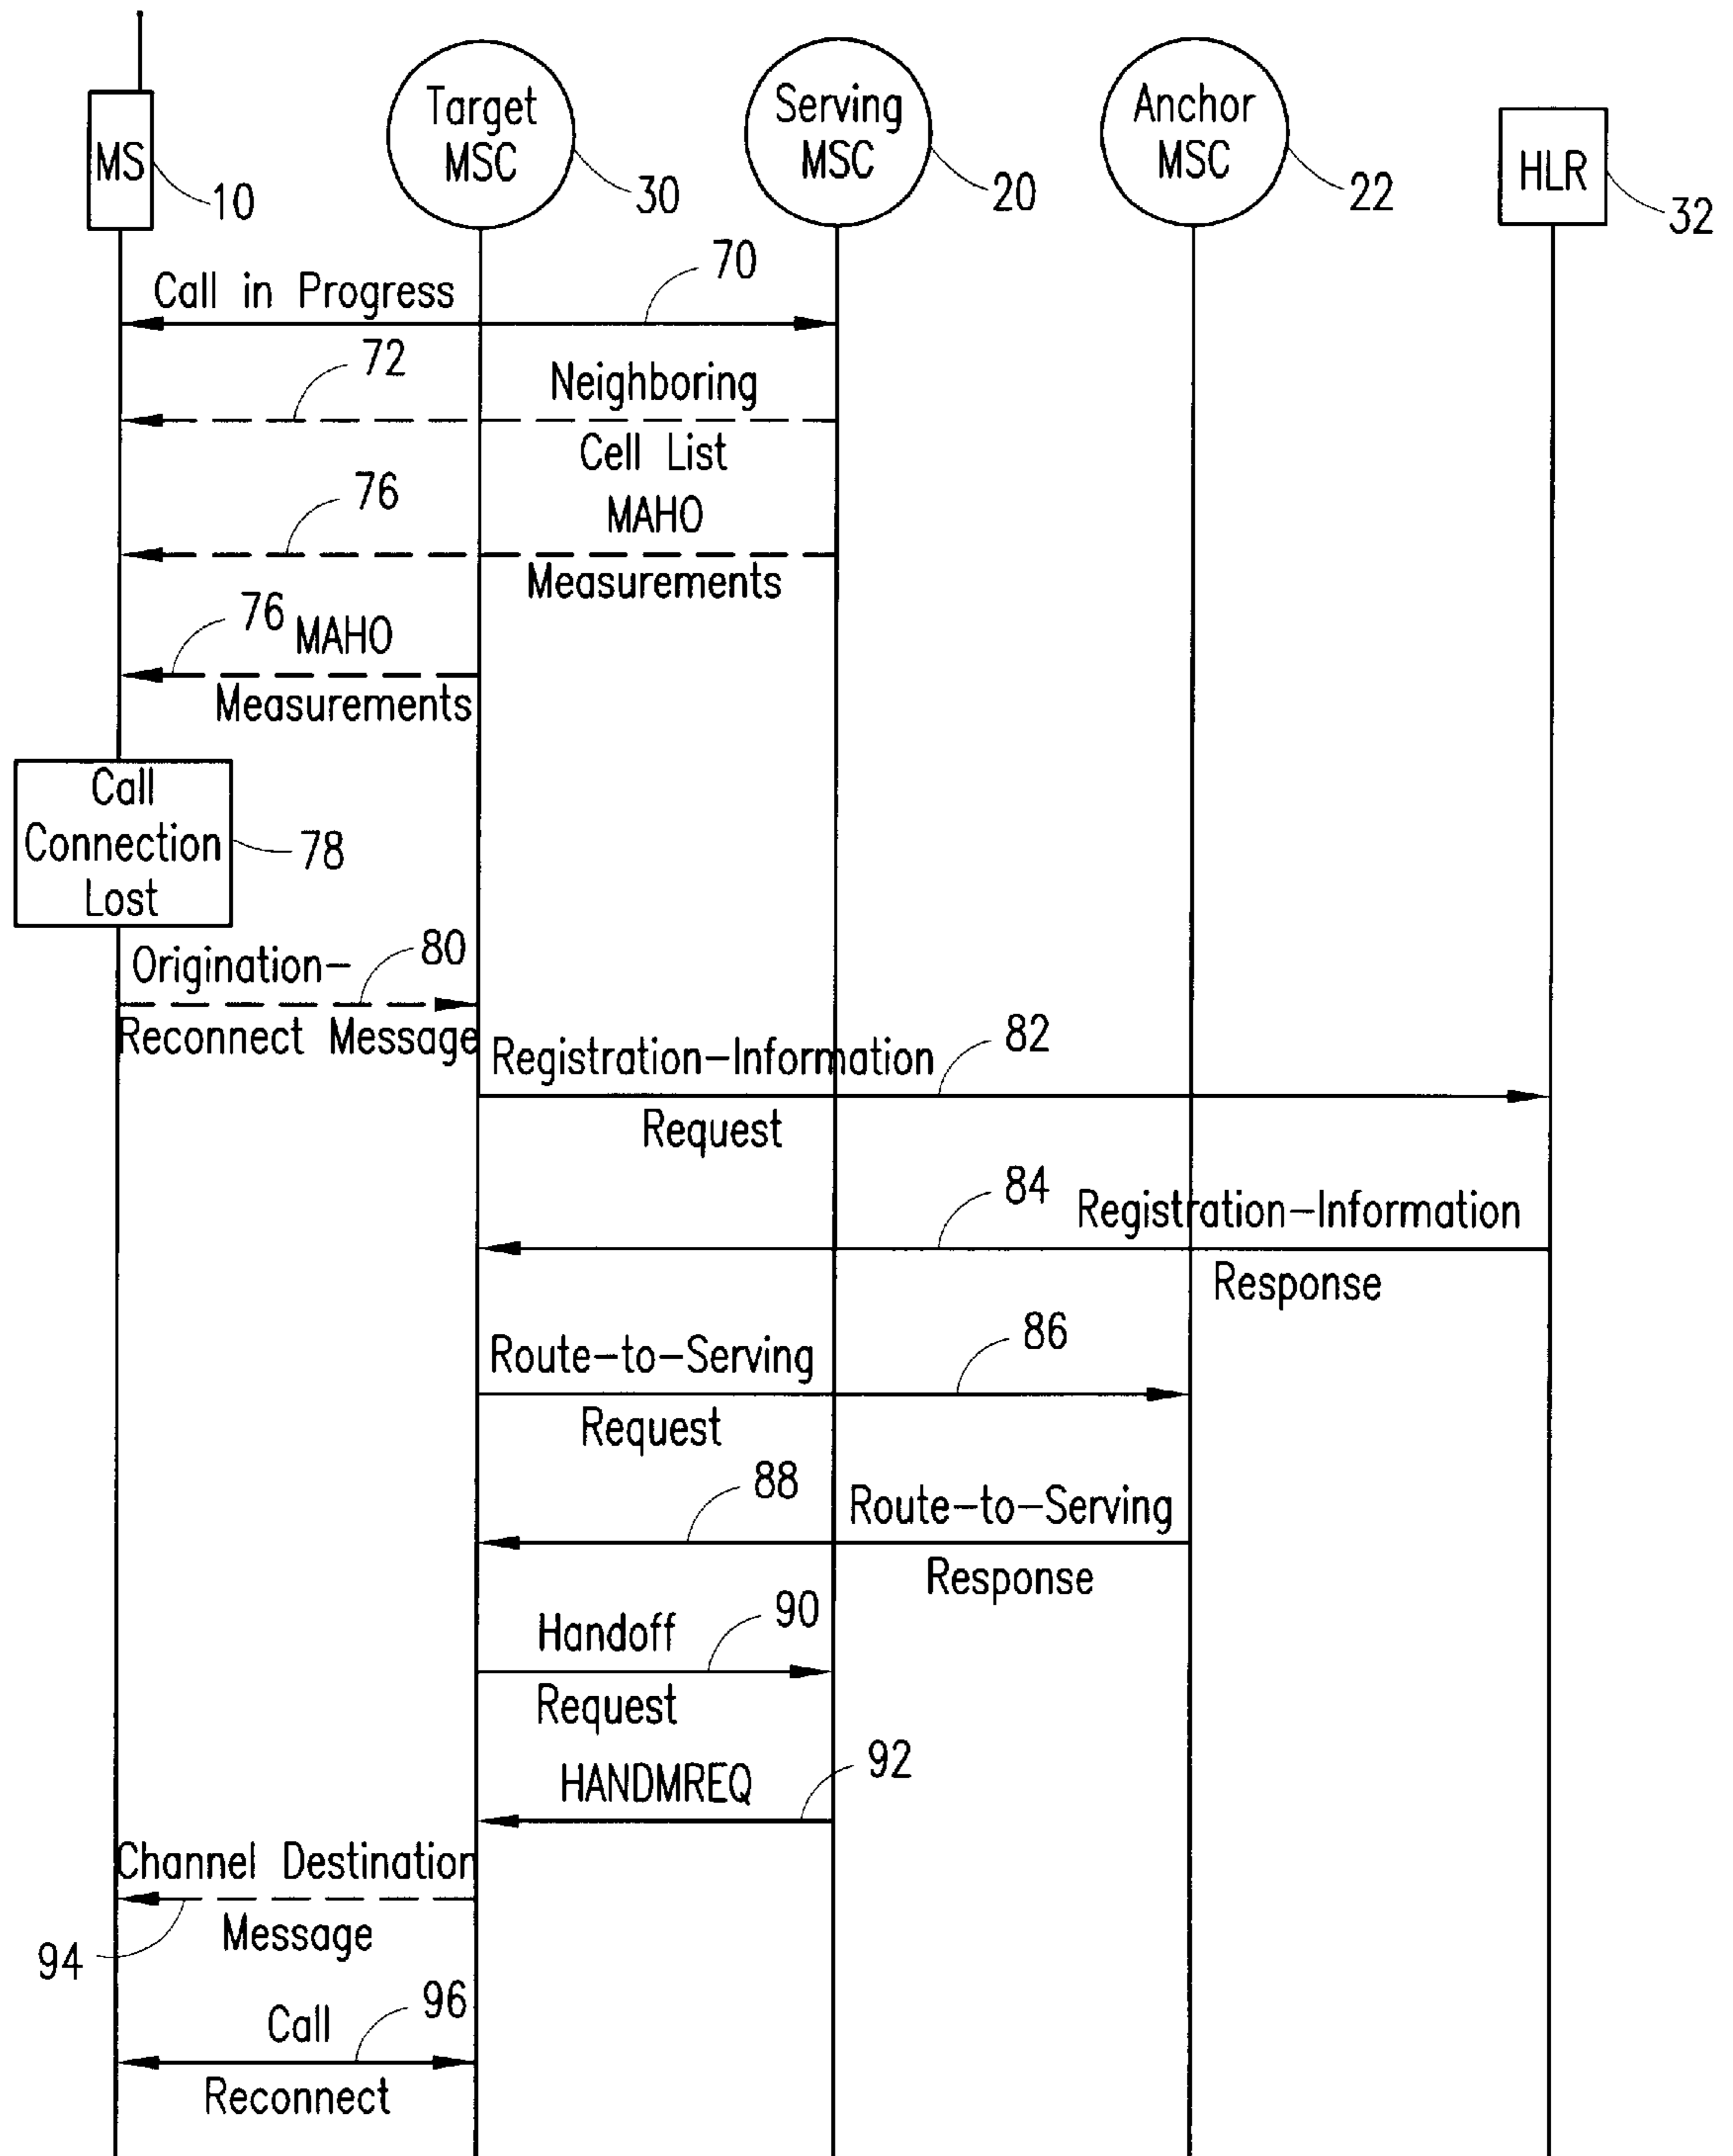 MS
10
Target
MSC
30
Serving
MSC
20
Anchor
MSC
22
HLR
32
Call in Progress
70
72
Neighboring
Cell List
76
MAHO
Measurements
76
MAHO
Measurements
Call
Connection
Lost
78
Origination-
80
Reconnect Message
Registration-Information
82
Request
84
Registration-Information
Response
Route-to-Serving
86
Request
88
Route-to-Serving
Response
Handoff
90
Request
HANDMREQ
92
Channel Destination
Message
94
Call
96
Reconnect